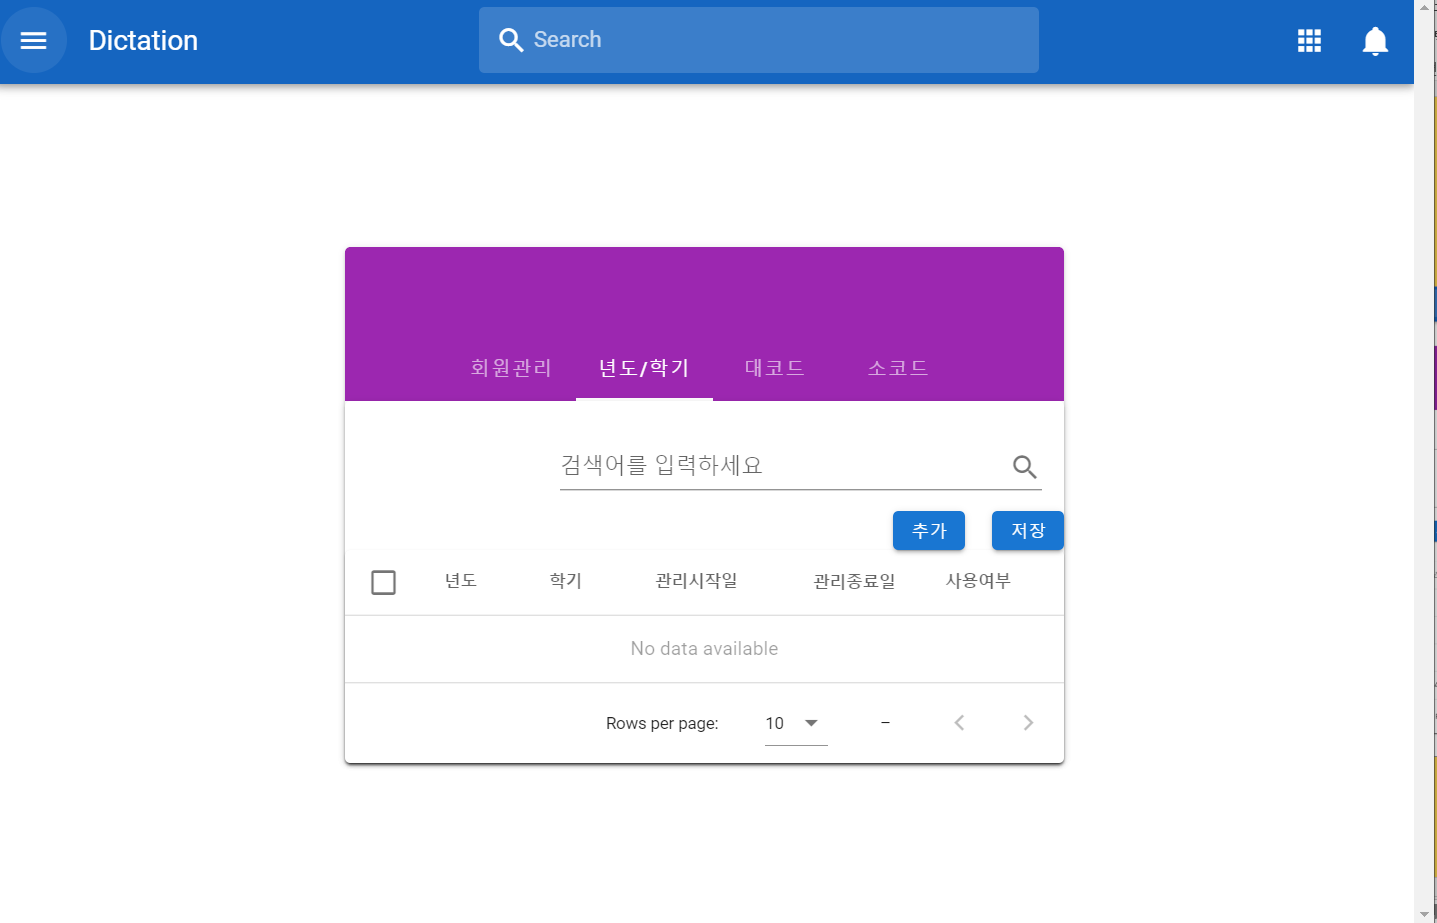 Dictation
Search
회원관리 년도/학기 대코드 소코드
검색어를 입력하세요
추가 저장
년도 학기 관리시작일 관리종료일 사용여부
No data available
Rows per page: 10 –